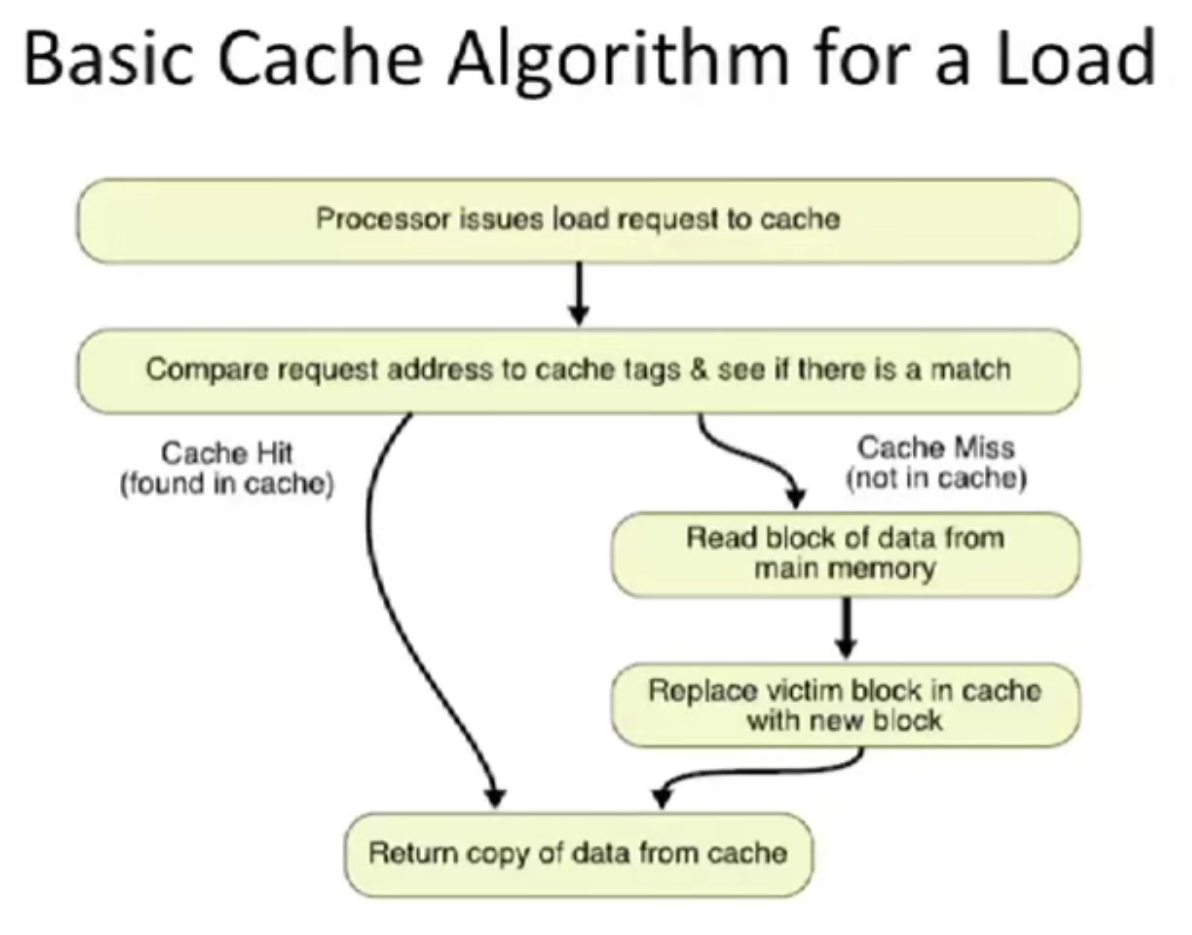 Basic Cache Algorithm for a Load
Processor issues load request to cache
Compare request address to cache tags & see if there is a match
Cache Hit
(found in cache)
Cache Miss
(not in cache)
Read block of data from
main memory
Replace victim block in cache
with new block
Return copy of data from cache